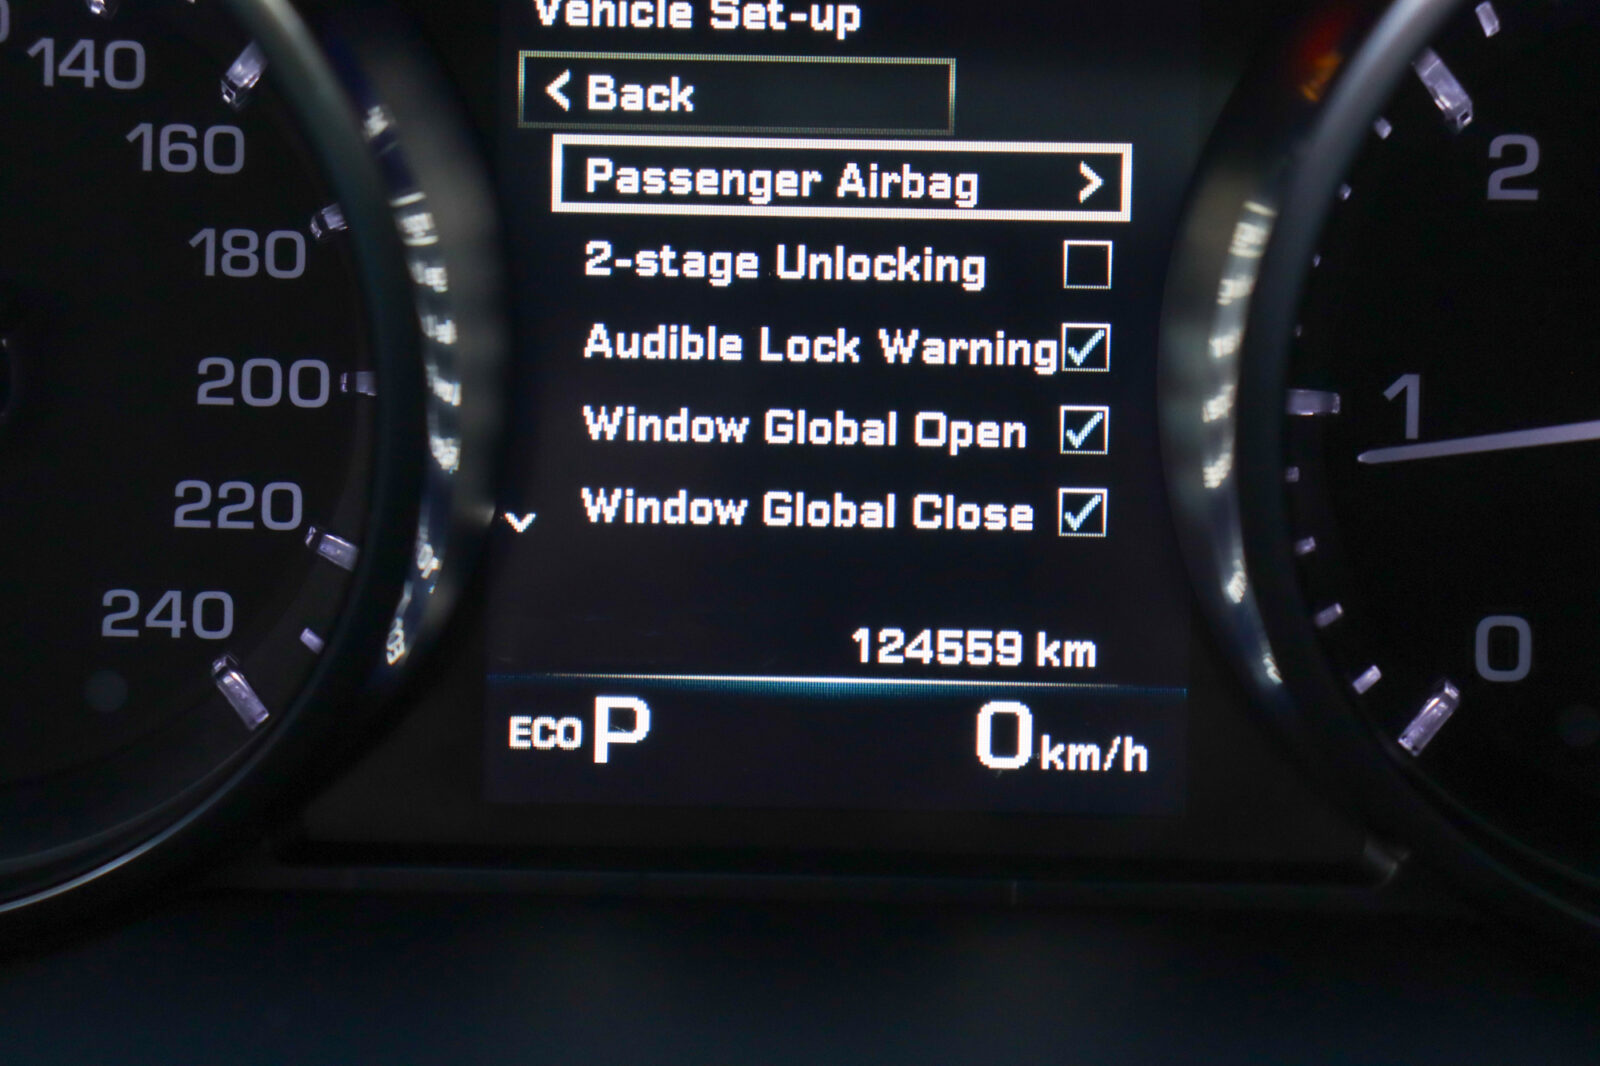 Vehicle Set-up
< Back
Passenger Airbag >
2-stage Unlocking
Audible Lock Warning
Window Global Open
Window Global Close
124559 km
ECO P
0 km/h
140
160
180
200
220
240
2
1
0